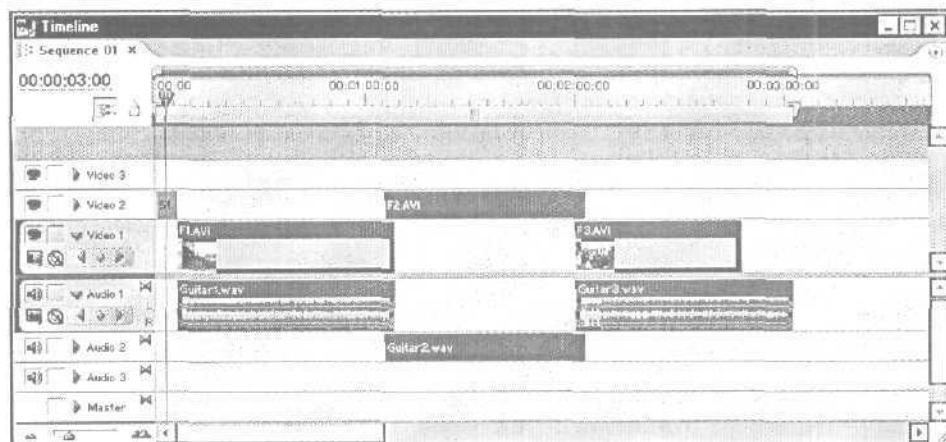 Timeline
Sequence 01
00:00:03:00
00:00
00:01:00:00
00:02:00:00
00:03:00:00
Video 3
Video 2
F2.AVI
Video 1
F1.AVI
F3.AVI
Audio 1
Guitar1.wav
Guitar3.wav
Audio 2
Guitar2.wav
Audio 3
Master